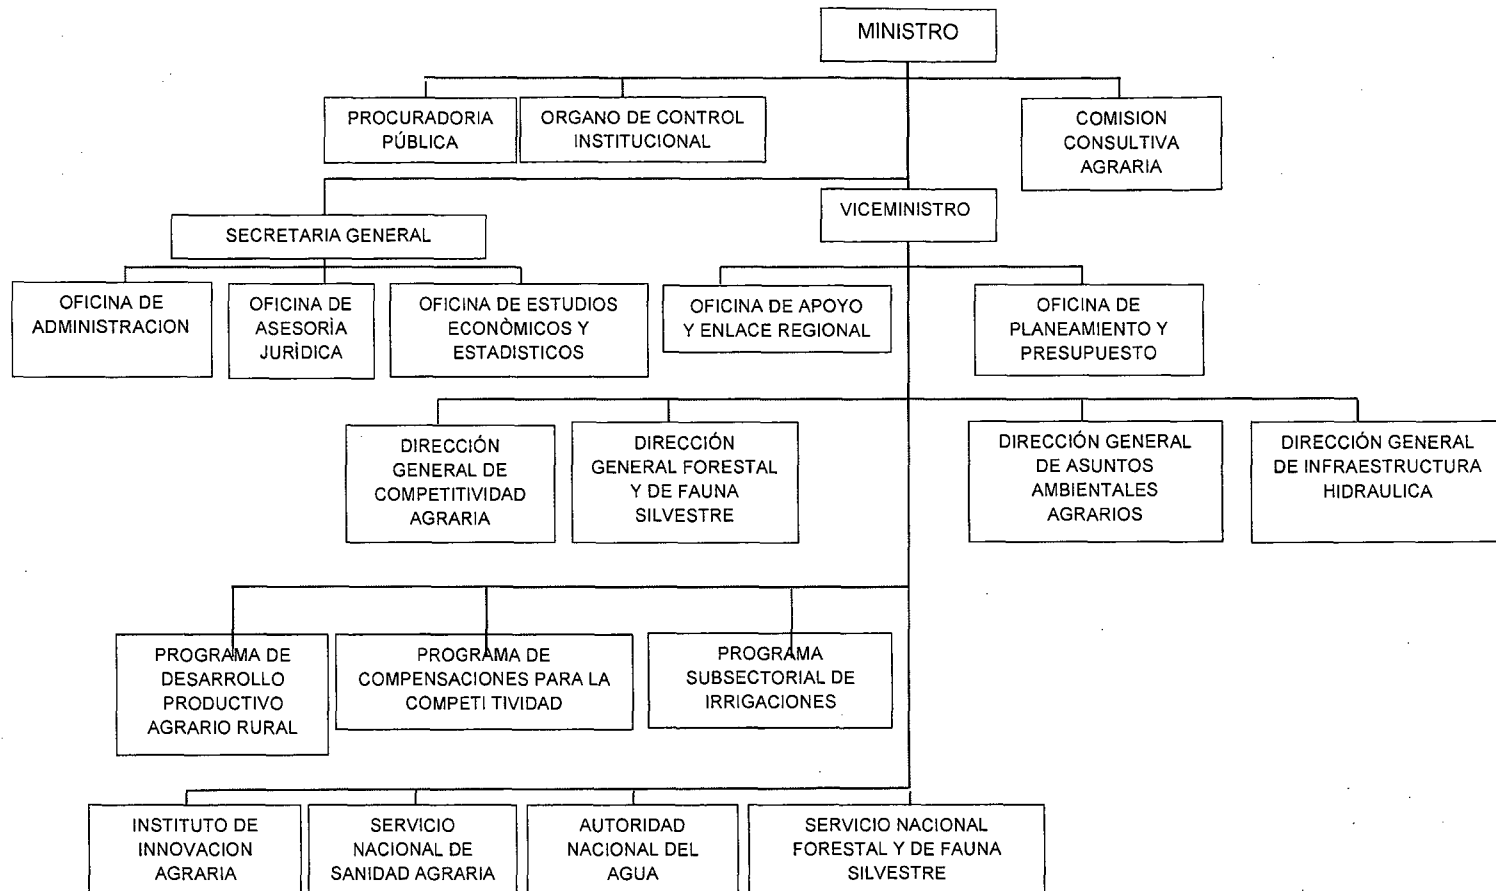 MINISTRO
PROCURADORIA
PÚBLICA
ORGANO DE CONTROL
INSTITUCIONAL
COMISION
CONSULTIVA
AGRARIA
SECRETARIA GENERAL
VICEMINISTRO
OFICINA DE
ADMINISTRACION
OFICINA DE
ASESORÌA
JURÌDICA
OFICINA DE ESTUDIOS
ECONÒMICOS Y
ESTADISTICOS
OFICINA DE APOYO
Y ENLACE REGIONAL
OFICINA DE
PLANEAMIENTO Y
PRESUPUESTO
DIRECCIÓN
GENERAL DE
COMPETITIVIDAD
AGRARIA
DIRECCIÓN
GENERAL FORESTAL
Y DE FAUNA
SILVESTRE
DIRECCIÓN GENERAL
DE ASUNTOS
AMBIENTALES
AGRARIOS
DIRECCIÓN GENERAL
DE INFRAESTRUCTURA
HIDRAULICA
PROGRAMA DE
DESARROLLO
PRODUCTIVO
AGRARIO RURAL
PROGRAMA DE
COMPENSACIONES PARA LA
COMPETI TIVIDAD
PROGRAMA
SUBSECTORIAL DE
IRRIGACIONES
INSTITUTO DE
INNOVACION
AGRARIA
SERVICIO
NACIONAL DE
SANIDAD AGRARIA
AUTORIDAD
NACIONAL DEL
AGUA
SERVICIO NACIONAL
FORESTAL Y DE FAUNA
SILVESTRE